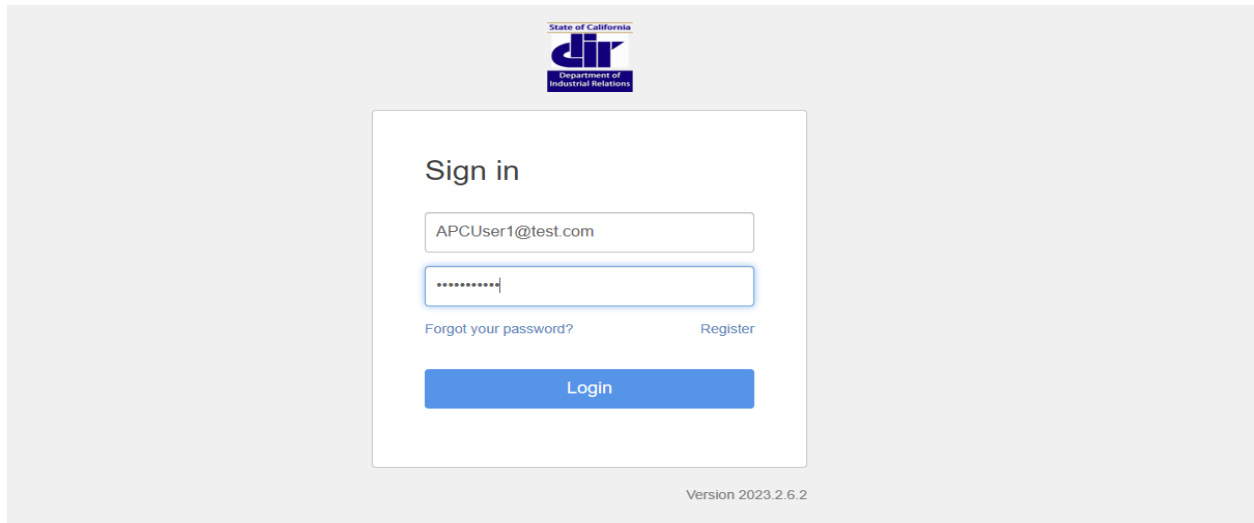 State of California
dir
Department of
Industrial Relations
Sign in
APCUser1@test.com
•••••••••••
Forgot your password? Register
Login
Version 2023.2.6.2